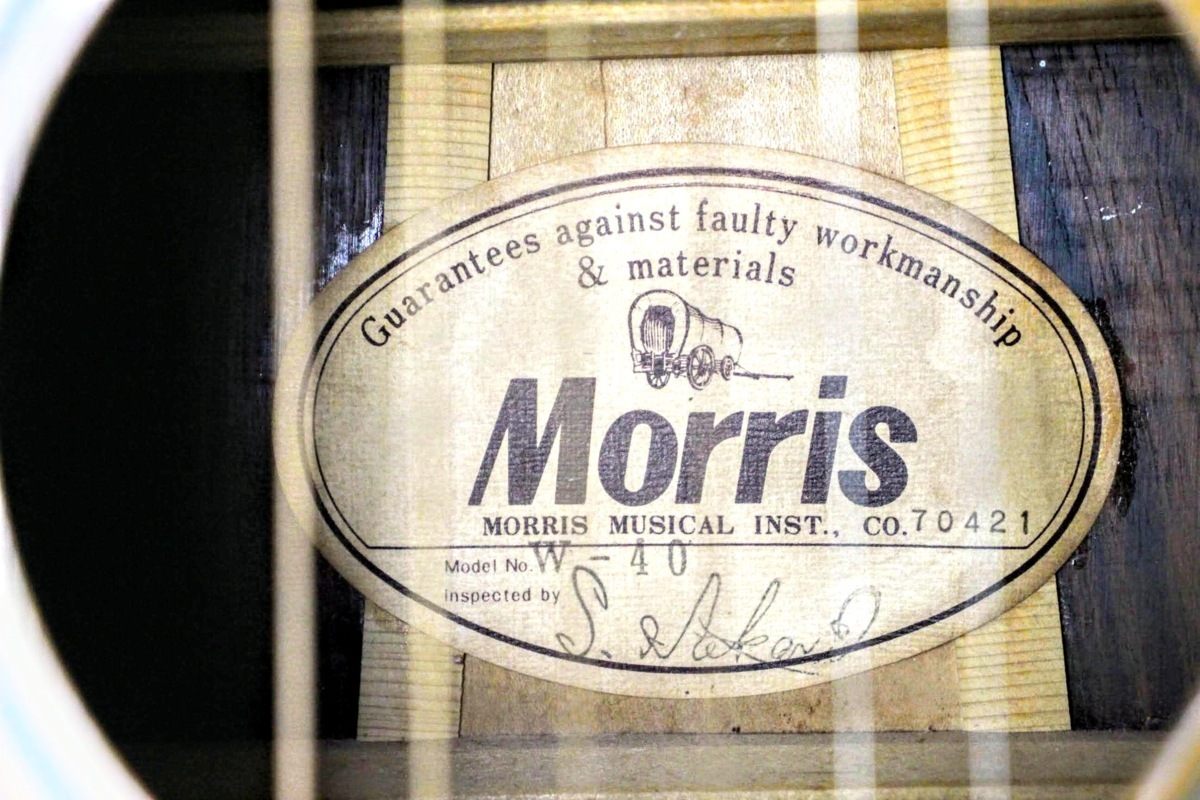 Guarantees against faulty workmanship
& materials
Morris
MORRIS MUSICAL INST., CO. 70421
Model No. W-40
inspected by S.